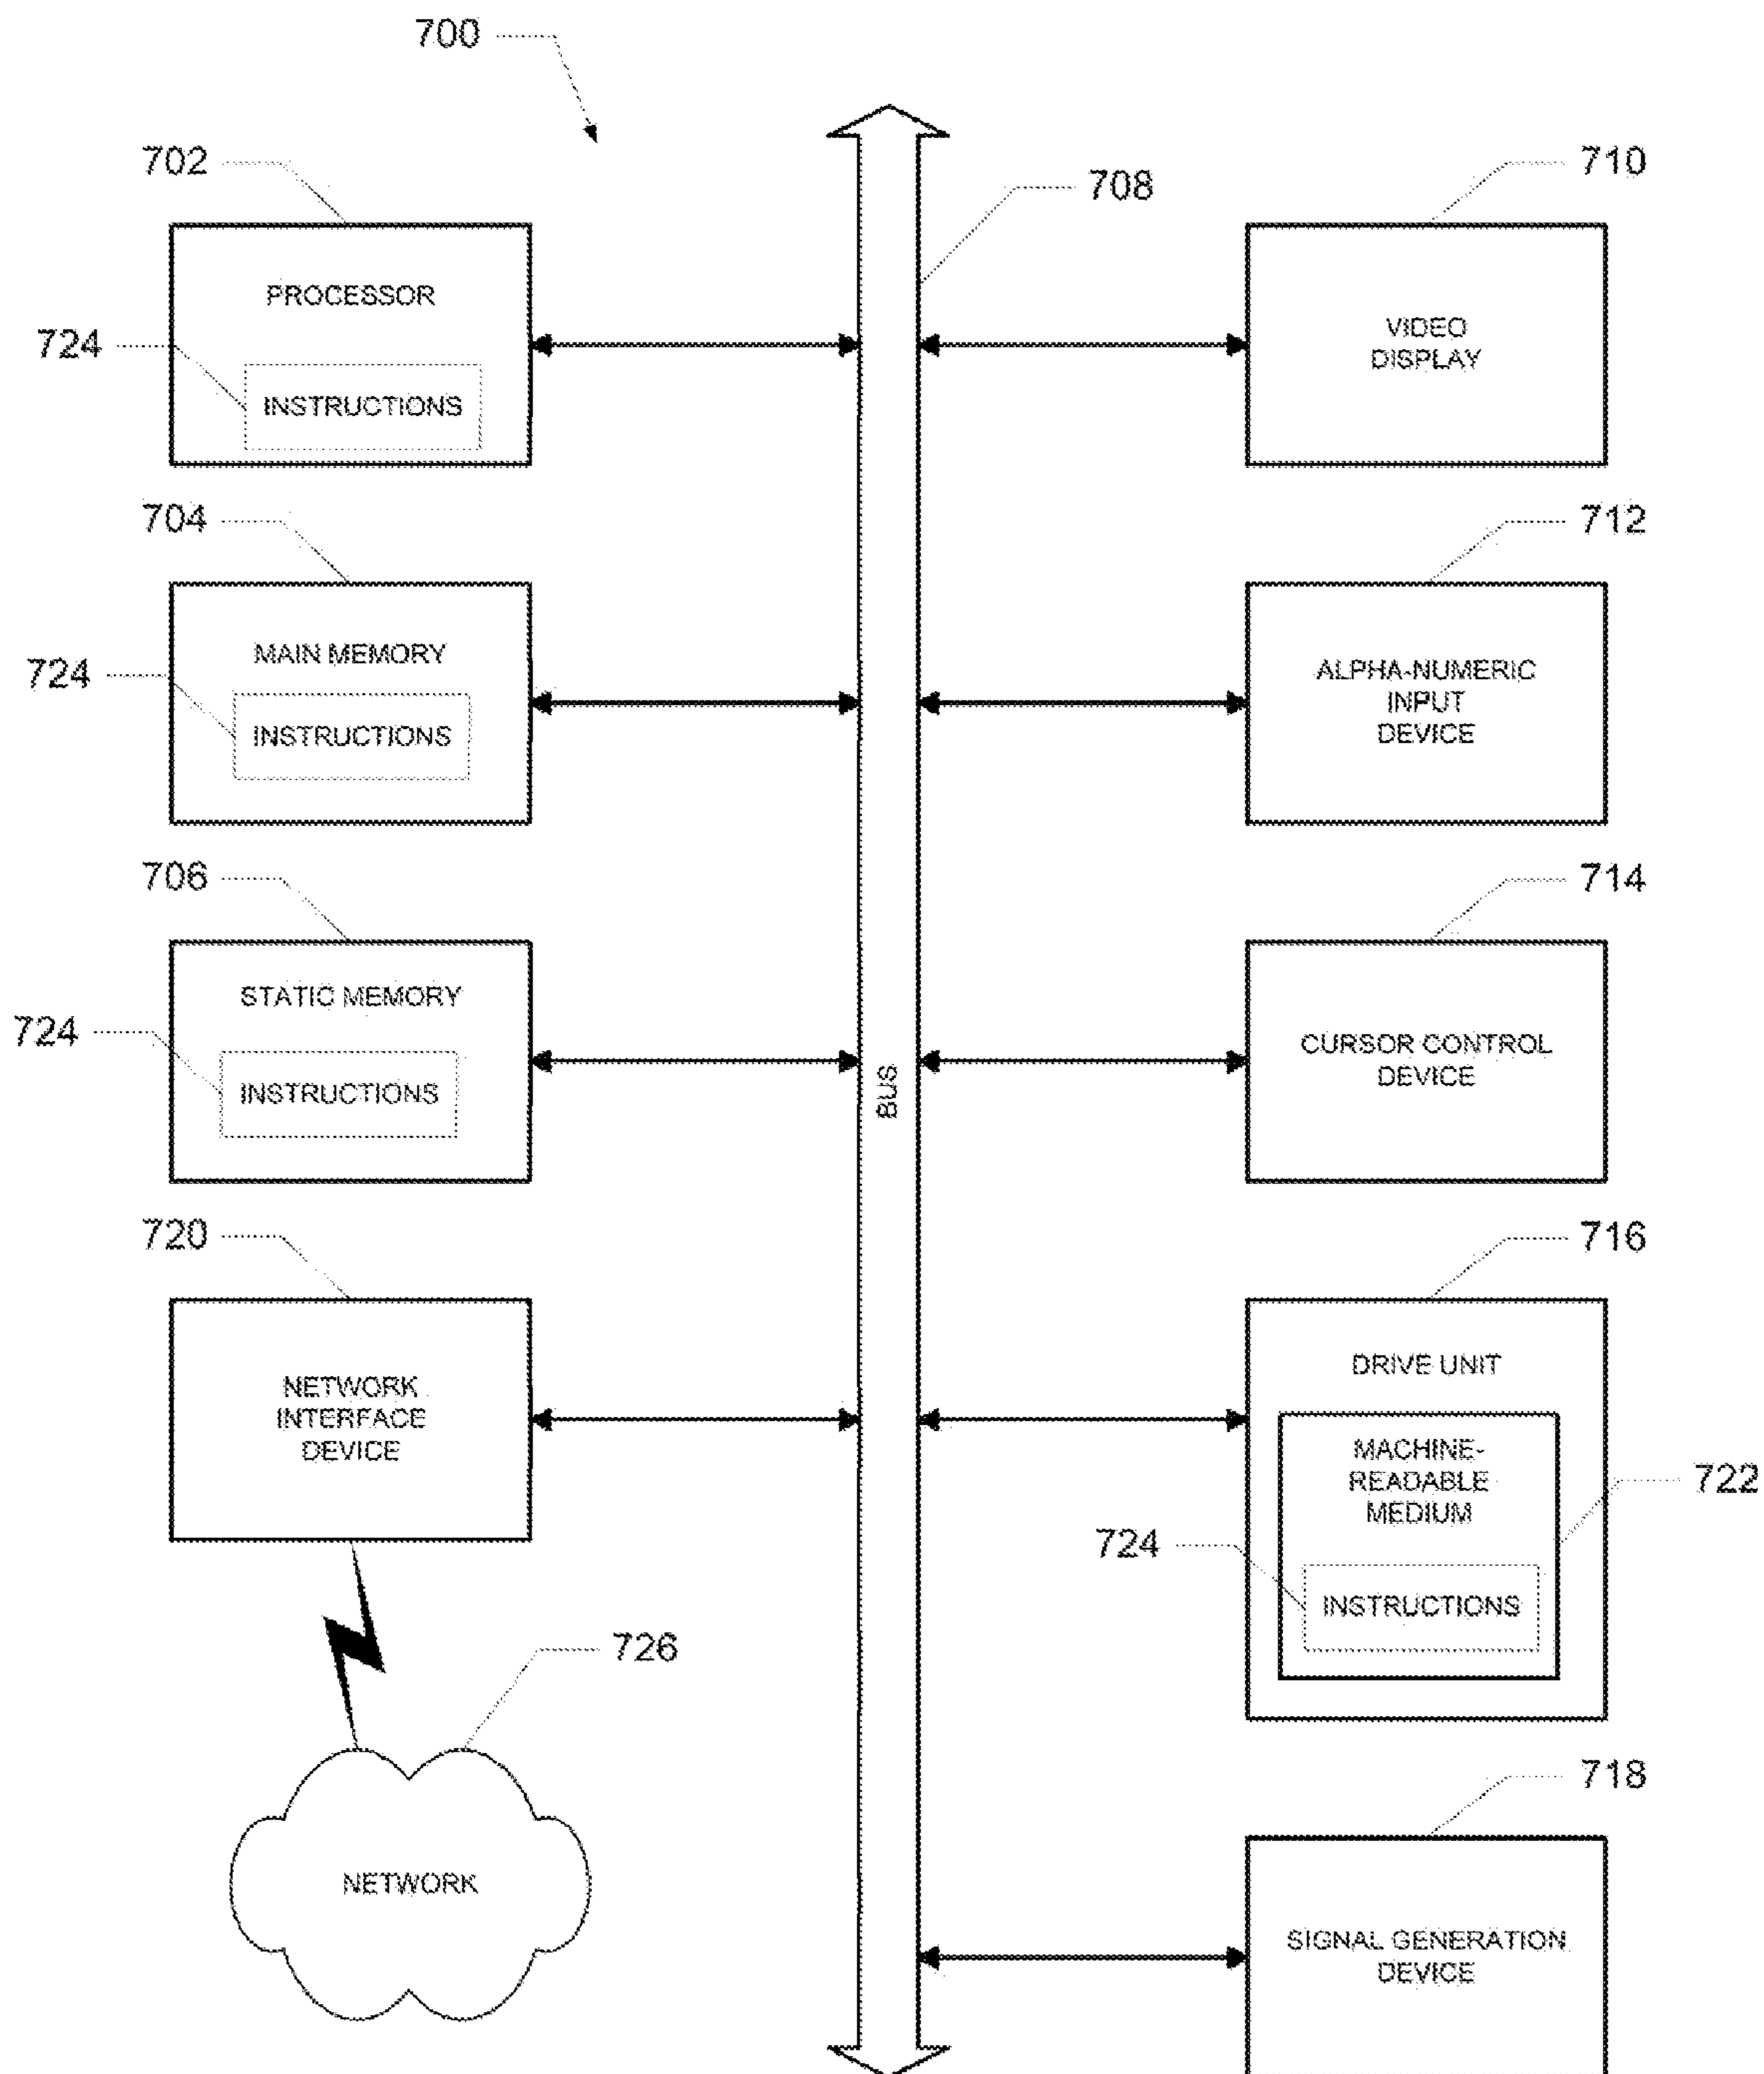 700
702
708
710
PROCESSOR
724
INSTRUCTIONS
VIDEO
DISPLAY
704
712
MAIN MEMORY
724
INSTRUCTIONS
ALPHA-NUMERIC
INPUT
DEVICE
706
714
STATIC MEMORY
724
INSTRUCTIONS
BUS
CURSOR CONTROL
DEVICE
720
716
NETWORK
INTERFACE
DEVICE
DRIVE UNIT
MACHINE-
READABLE
MEDIUM
722
724
INSTRUCTIONS
726
NETWORK
718
SIGNAL GENERATION
DEVICE